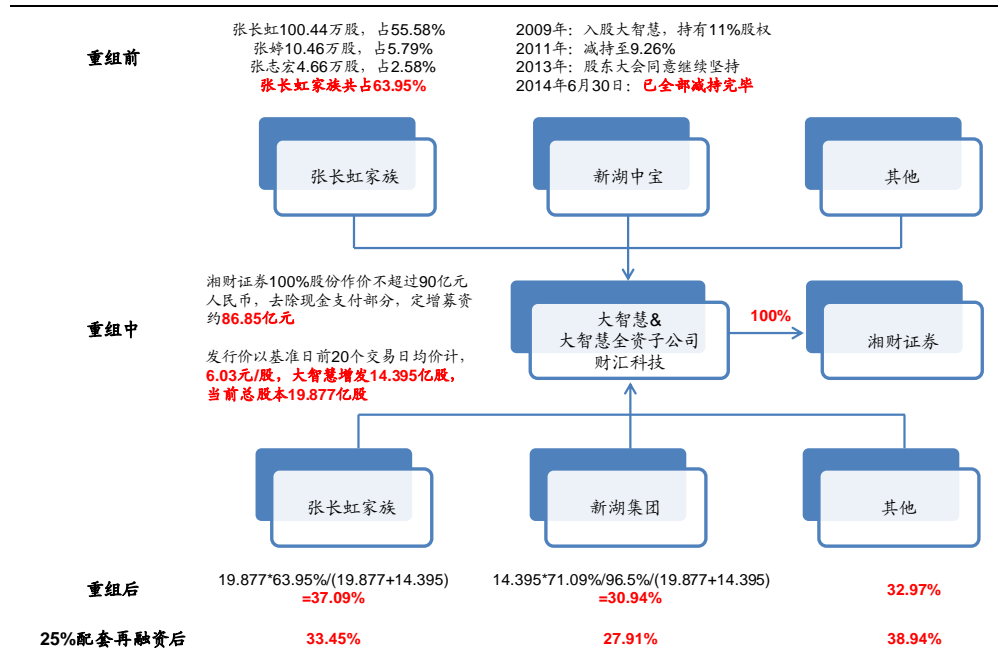 重组前
张长虹100.44万股，占55.58%
张婷10.46万股，占5.79%
张志宏4.66万股，占2.58%
张长虹家族共占63.95%
2009年：入股大智慧，持有11%股权
2011年：减持至9.26%
2013年：股东大会同意继续坚持
2014年6月30日：已全部减持完毕
张长虹家族
新湖中宝
其他
重组中
湘财证券100%股份作价不超过90亿元
人民币，去除现金支付部分，定增募资
约86.85亿元
发行价以基准日前20个交易日均价计，
6.03元/股，大智慧增发14.395亿股，
当前总股本19.877亿股
大智慧&
大智慧全资子公司
财汇科技
100%
湘财证券
张长虹家族
新湖集团
其他
重组后
19.877*63.95%/(19.877+14.395)
=37.09%
14.395*71.09%/96.5%/(19.877+14.395)
=30.94%
32.97%
25%配套再融资后
33.45%
27.91%
38.94%